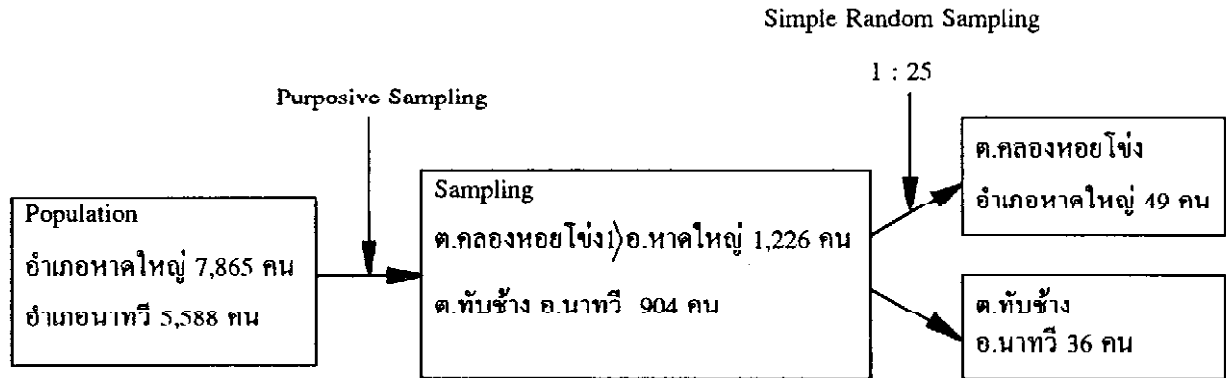 Simple Random Sampling
1 : 25
Purposive Sampling
Population
อำเภอหาดใหญ่ 7,865 คน
อำเภอนาทวี 5,588 คน
Sampling
ต.คลองหอยโข่ง1) อ.หาดใหญ่ 1,226 คน
ต.ทับช้าง อ.นาทวี 904 คน
ต.คลองหอยโข่ง
อำเภอหาดใหญ่ 49 คน
ต.ทับช้าง
อ.นาทวี 36 คน